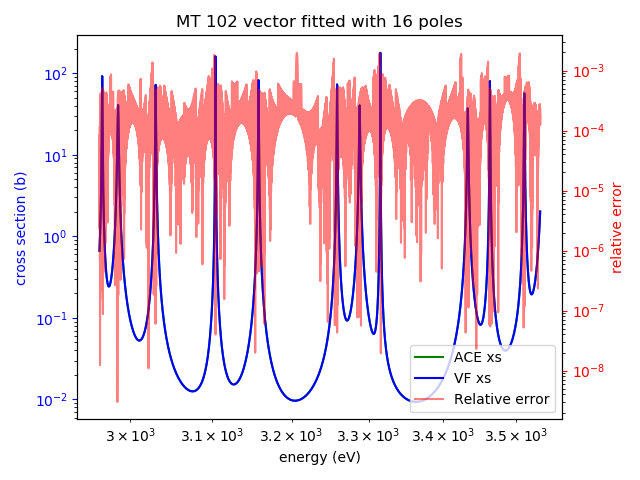 MT 102 vector fitted with 16 poles
cross section (b)
10²
10¹
10⁰
10⁻¹
10⁻²
10⁻³
10⁻⁴
10⁻⁵
10⁻⁶
10⁻⁷
10⁻⁸
relative error
ACE xs
VF xs
Relative error
3 × 10³ 3.1 × 10³ 3.2 × 10³ 3.3 × 10³ 3.4 × 10³ 3.5 × 10³
energy (eV)